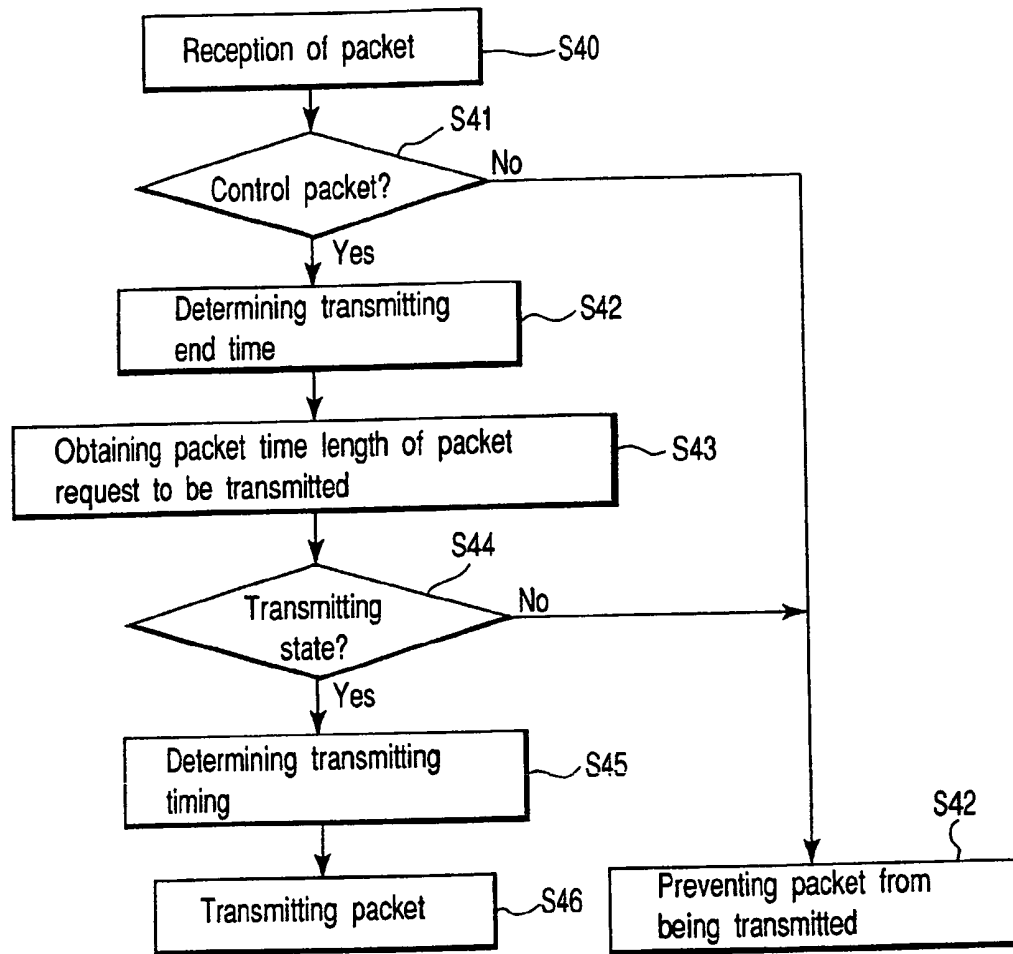 Reception of packet
S40
S41
Control packet?
No
Yes
Determining transmitting
end time
S42
Obtaining packet time length of packet
request to be transmitted
S43
S44
Transmitting
state?
No
Yes
Determining transmitting
timing
S45
S42
Transmitting packet
S46
Preventing packet from
being transmitted